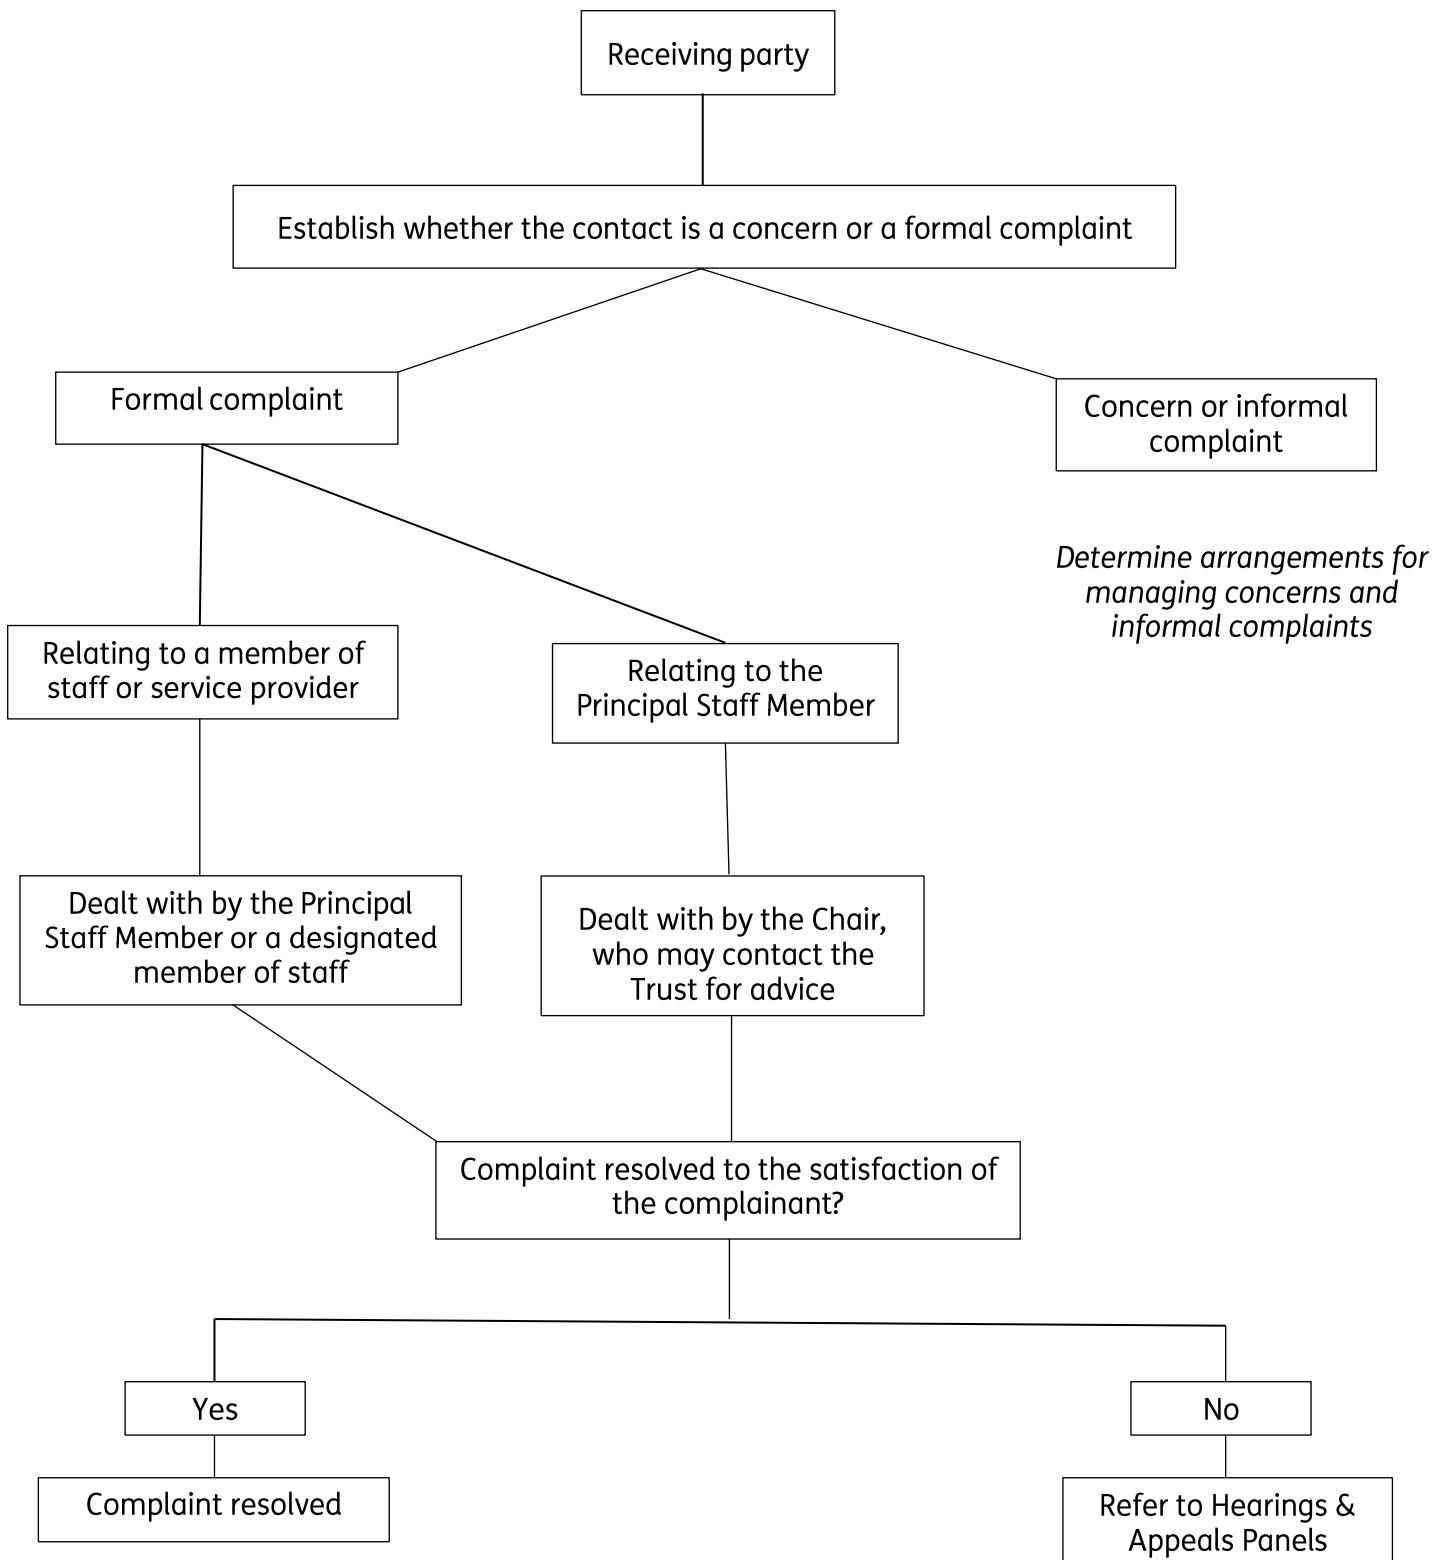 Receiving party
Establish whether the contact is a concern or a formal complaint
Formal complaint
Concern or informal
complaint
Determine arrangements for
managing concerns and
informal complaints
Relating to a member of
staff or service provider
Relating to the
Principal Staff Member
Dealt with by the Principal
Staff Member or a designated
member of staff
Dealt with by the Chair,
who may contact the
Trust for advice
Complaint resolved to the satisfaction of
the complainant?
Yes
No
Complaint resolved
Refer to Hearings &
Appeals Panels